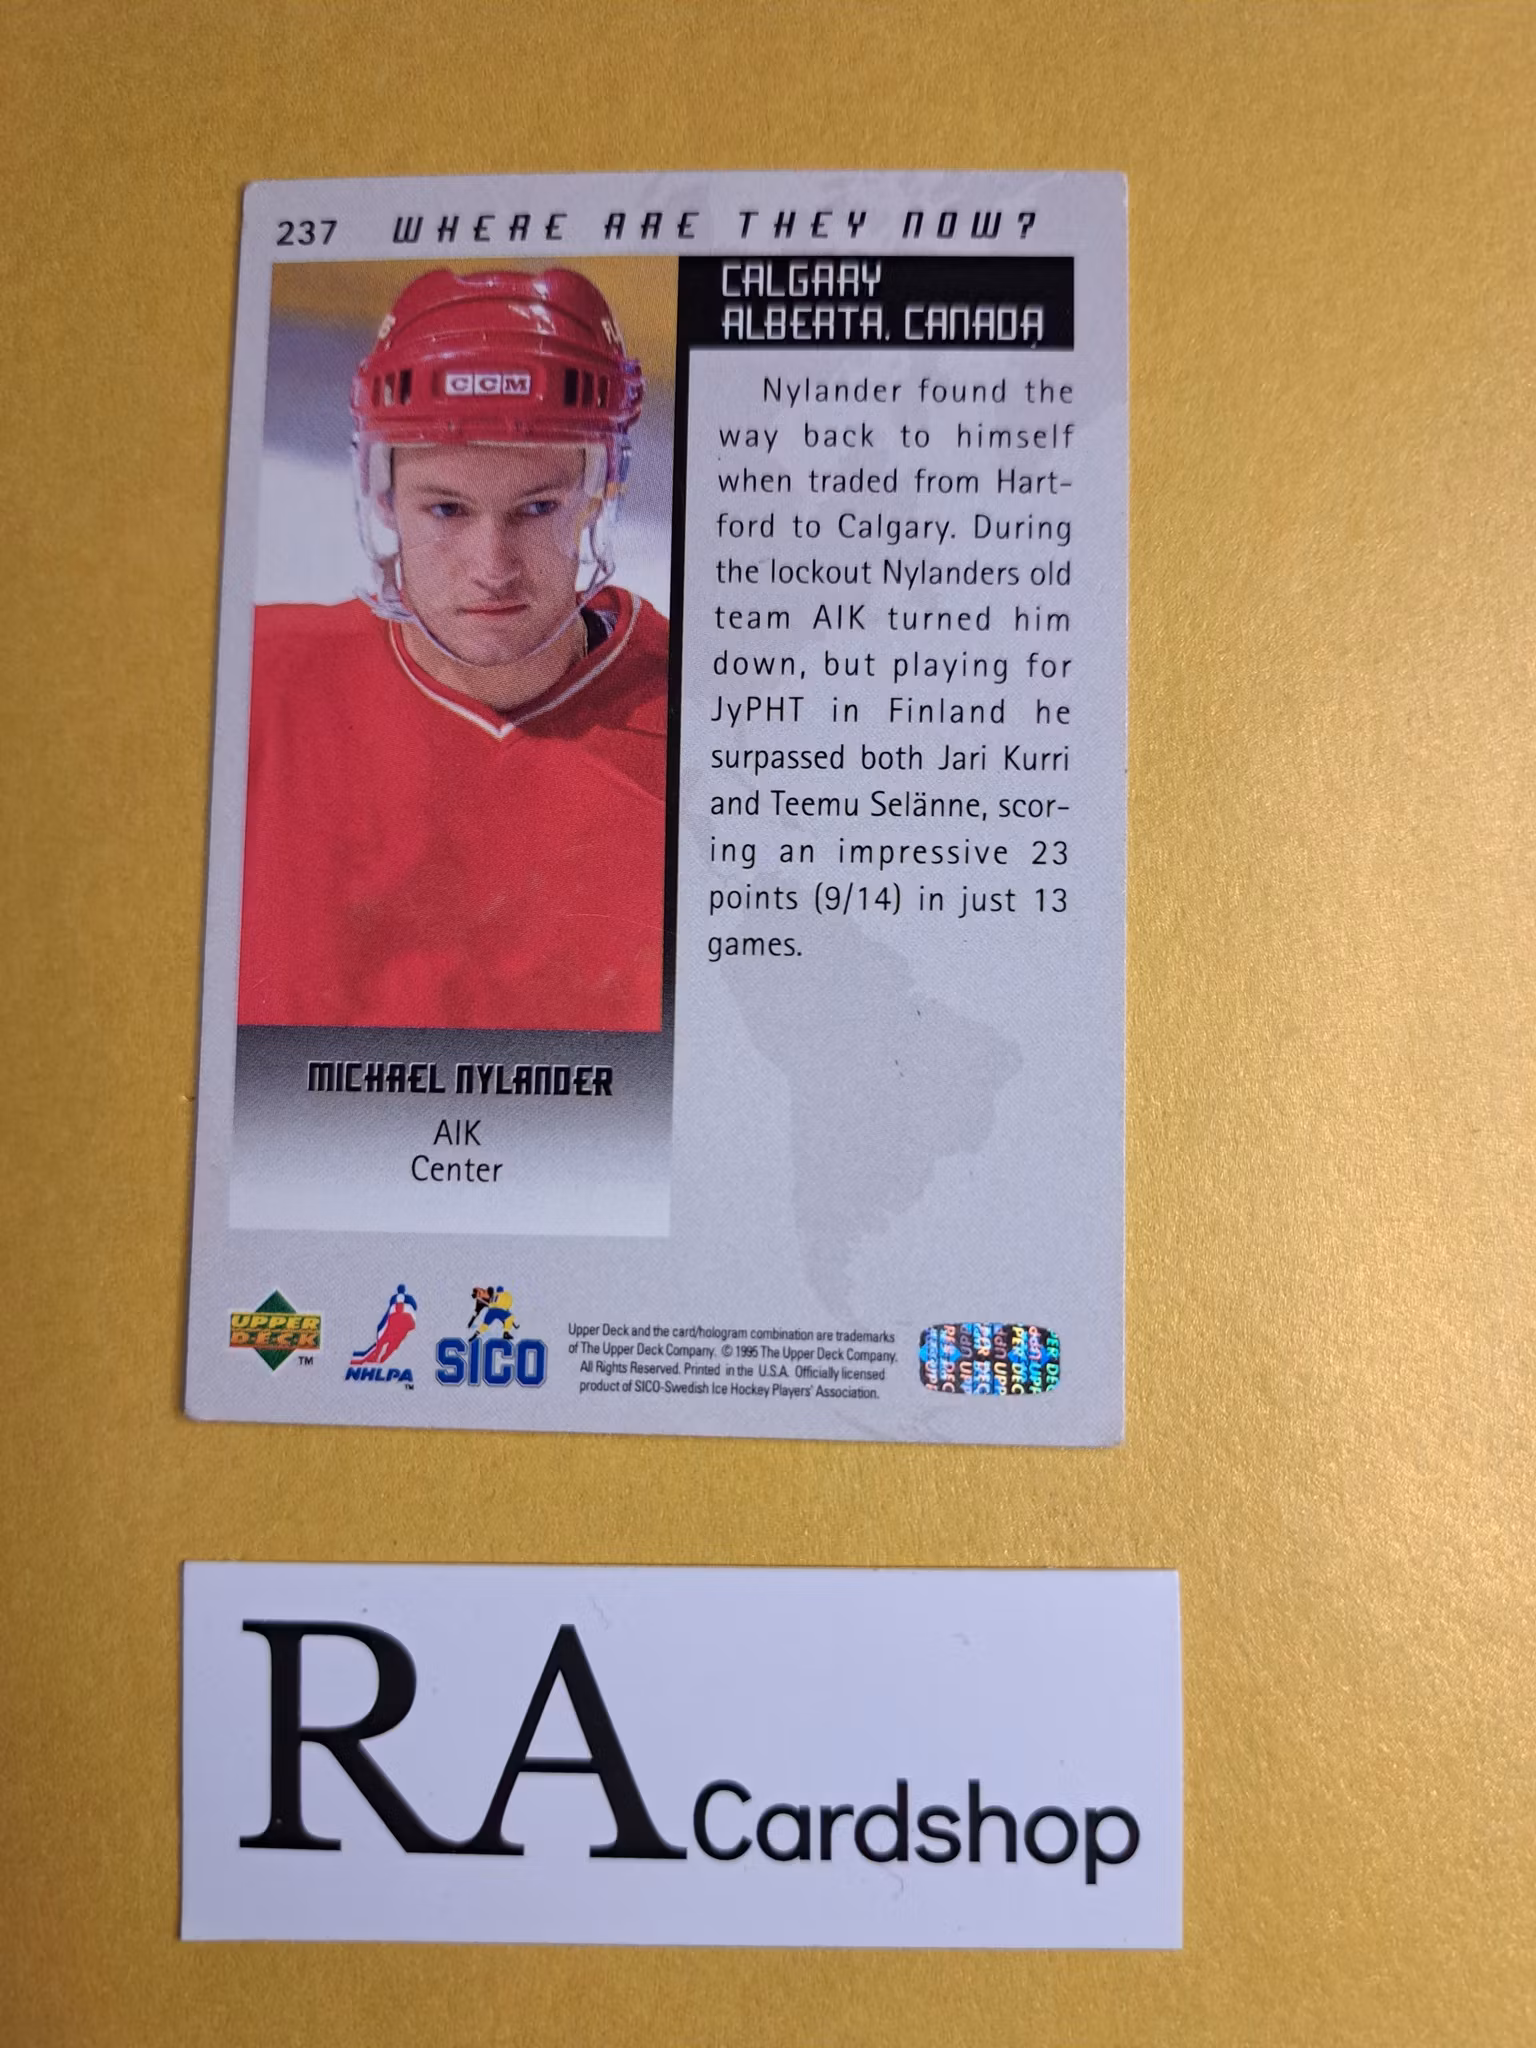 237 WHERE ARE THEY NOW?
CALGARY
ALBERTA, CANADA
CCM
Nylander found the
way back to himself
when traded from Hart-
ford to Calgary. During
the lockout Nylanders old
team AIK turned him
down, but playing for
JyPHT in Finland he
surpassed both Jari Kurri
and Teemu Selänne, scor-
ing an impressive 23
points (9/14) in just 13
games.
MICHAEL NYLANDER
AIK
Center
UPPER
DECK
TM
NHLPA
TM
SICO
Upper Deck and the card/hologram combination are trademarks
of The Upper Deck Company. © 1995 The Upper Deck Company.
All Rights Reserved. Printed in the U.S.A. Officially licensed
product of SICO-Swedish Ice Hockey Players' Association.
RA Cardshop